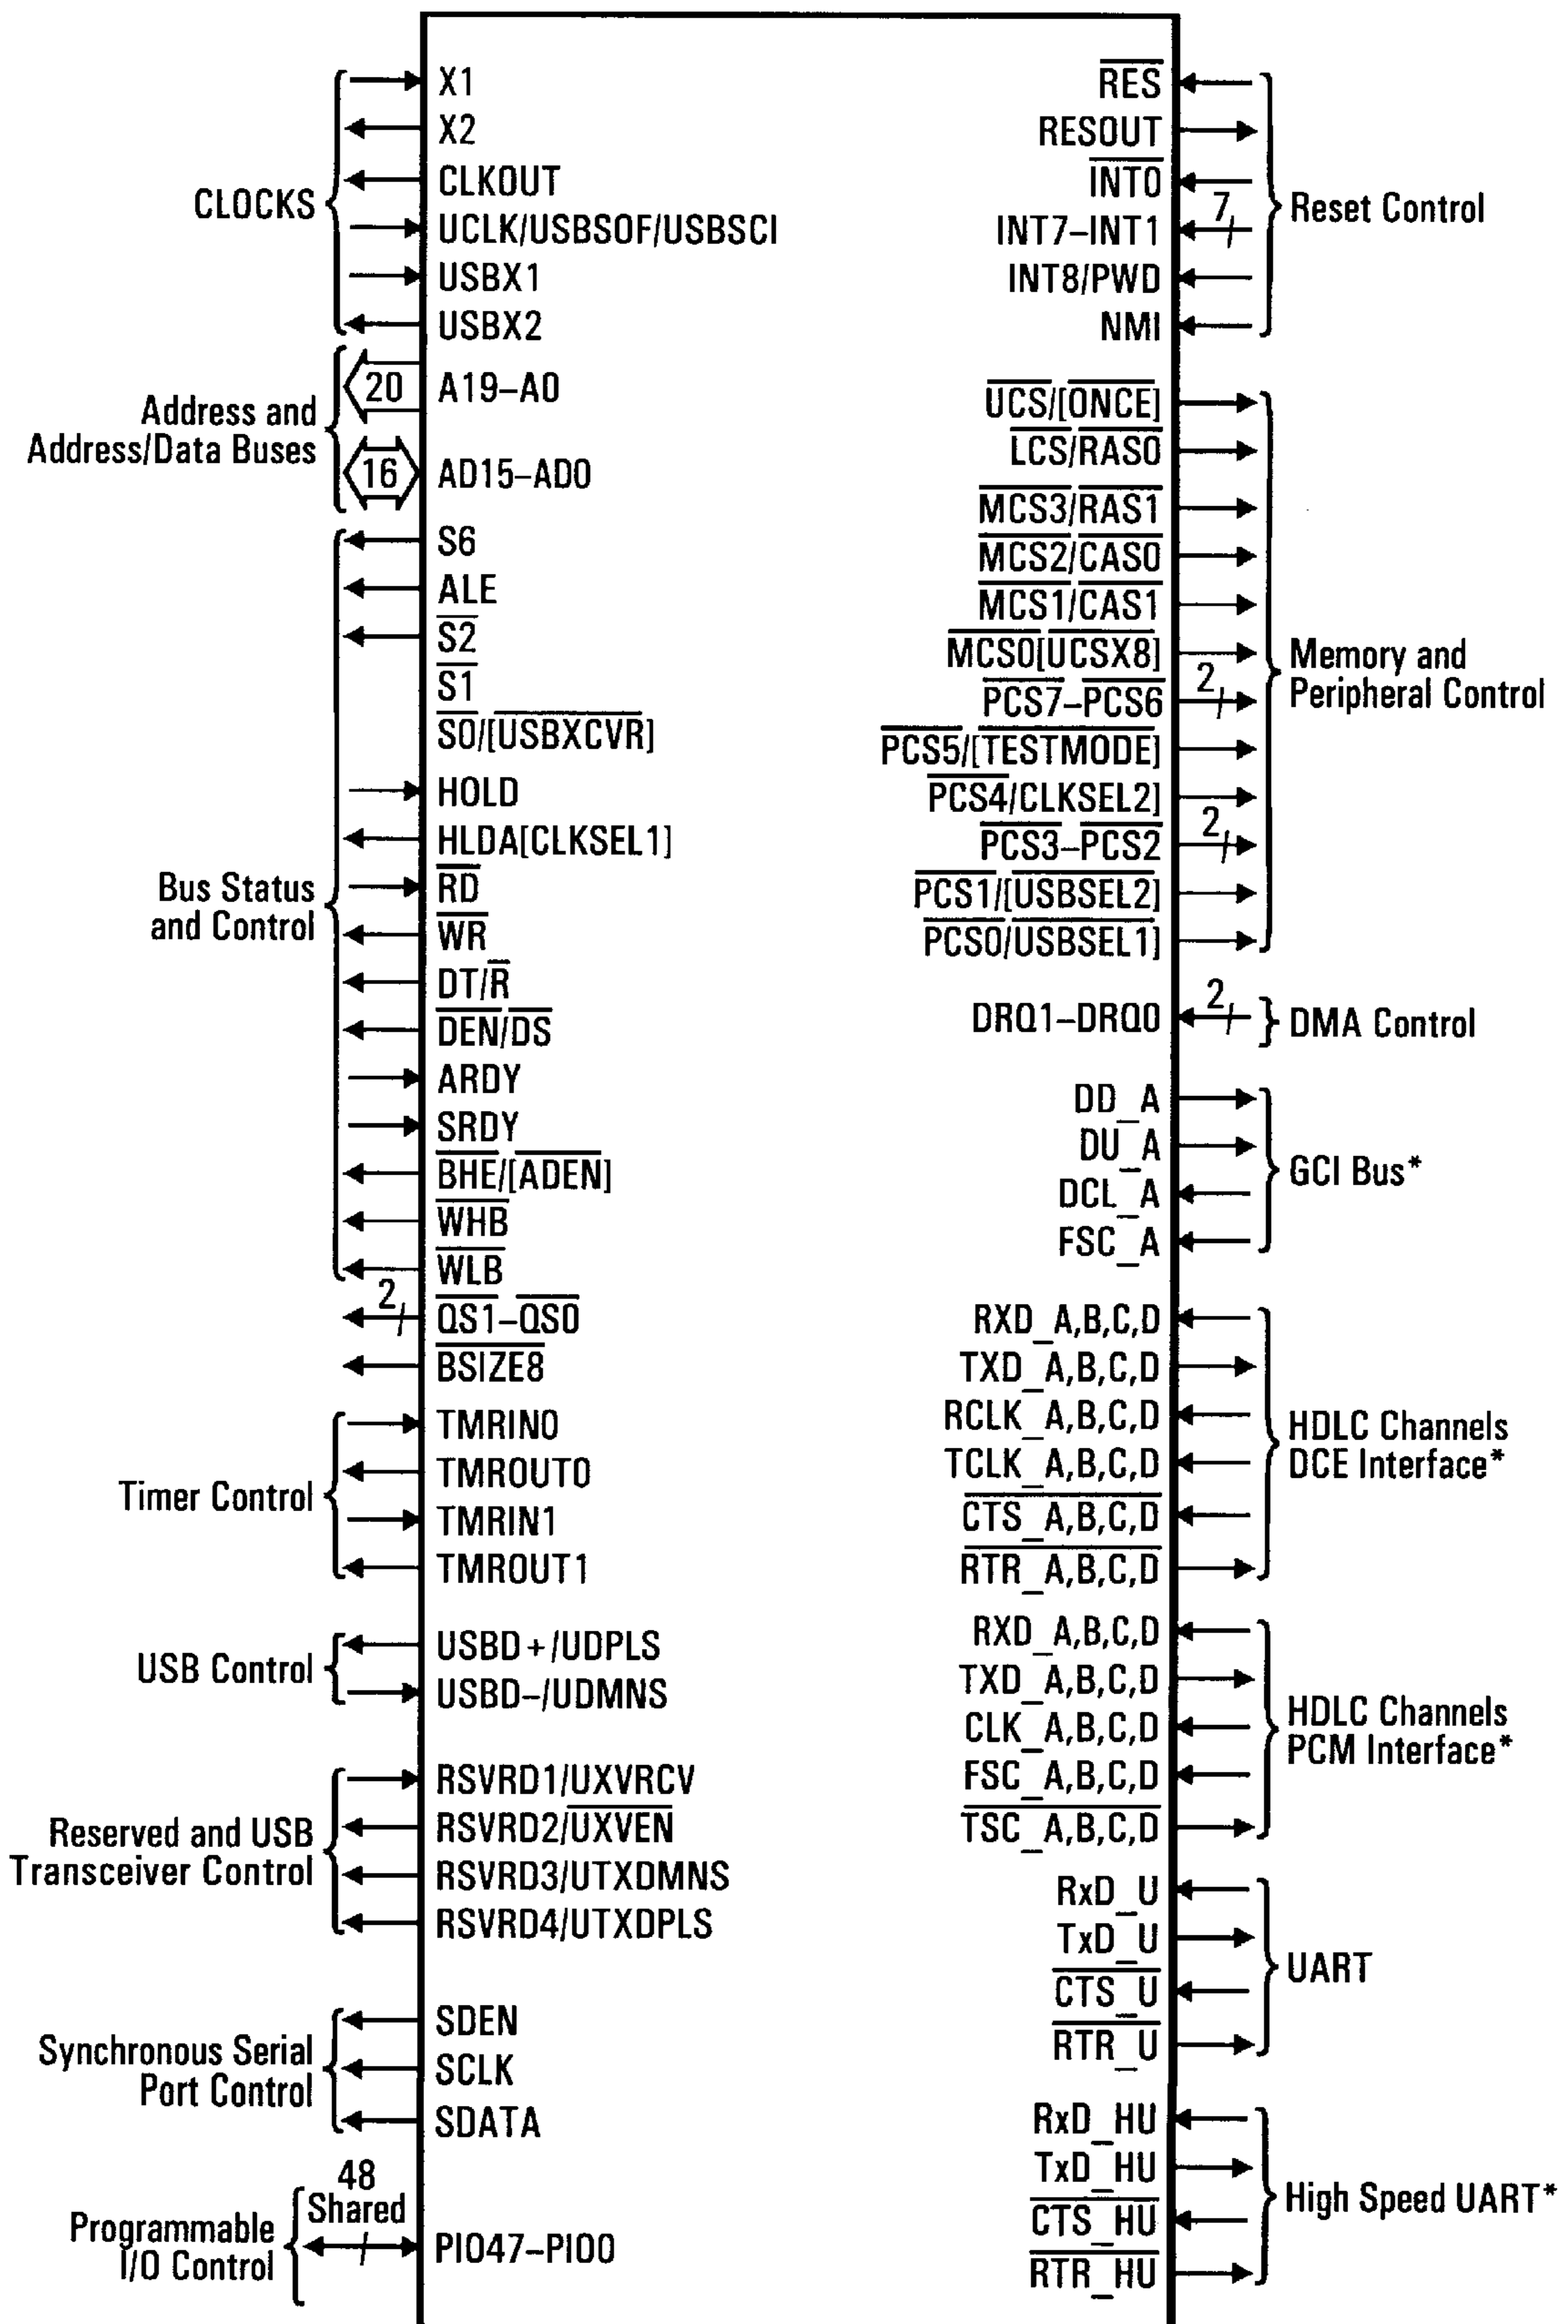 CLOCKS
X1
X2
CLKOUT
UCLK/USBSOF/USBSCI
USBX1
USBX2
Address and
Address/Data Buses
20
A19–A0
16
AD15–AD0
Bus Status
and Control
S6
ALE
S2
S1
S0/[USBXCVR]
HOLD
HLDA[CLKSEL1]
RD
WR
DT/R
DEN/DS
ARDY
SRDY
BHE/[ADEN]
WHB
WLB
2
QS1–QS0
BSIZE8
Timer Control
TMRIN0
TMROUT0
TMRIN1
TMROUT1
USB Control
USBD+/UDPLS
USBD–/UDMNS
Reserved and USB
Transceiver Control
RSVRD1/UXVRCV
RSVRD2/UXVEN
RSVRD3/UTXDMNS
RSVRD4/UTXDPLS
Synchronous Serial
Port Control
SDEN
SCLK
SDATA
Programmable
I/O Control
48
Shared
PIO47–PIO0
RES
RESOUT
INT0
7
INT7–INT1
INT8/PWD
NMI
Reset Control
UCS/[ONCE]
LCS/RAS0
MCS3/RAS1
MCS2/CAS0
MCS1/CAS1
MCS0[UCSX8]
2
PCS7–PCS6
PCS5/[TESTMODE]
PCS4/CLKSEL2]
2
PCS3–PCS2
PCS1/[USBSEL2]
PCS0/USBSEL1]
Memory and
Peripheral Control
2
DRQ1–DRQ0
DMA Control
DD_A
DU_A
DCL_A
FSC_A
GCI Bus*
RXD_A,B,C,D
TXD_A,B,C,D
RCLK_A,B,C,D
TCLK_A,B,C,D
CTS_A,B,C,D
RTR_A,B,C,D
HDLC Channels
DCE Interface*
RXD_A,B,C,D
TXD_A,B,C,D
CLK_A,B,C,D
FSC_A,B,C,D
TSC_A,B,C,D
HDLC Channels
PCM Interface*
RxD_U
TxD_U
CTS_U
RTR_U
UART
RxD_HU
TxD_HU
CTS_HU
RTR_HU
High Speed UART*